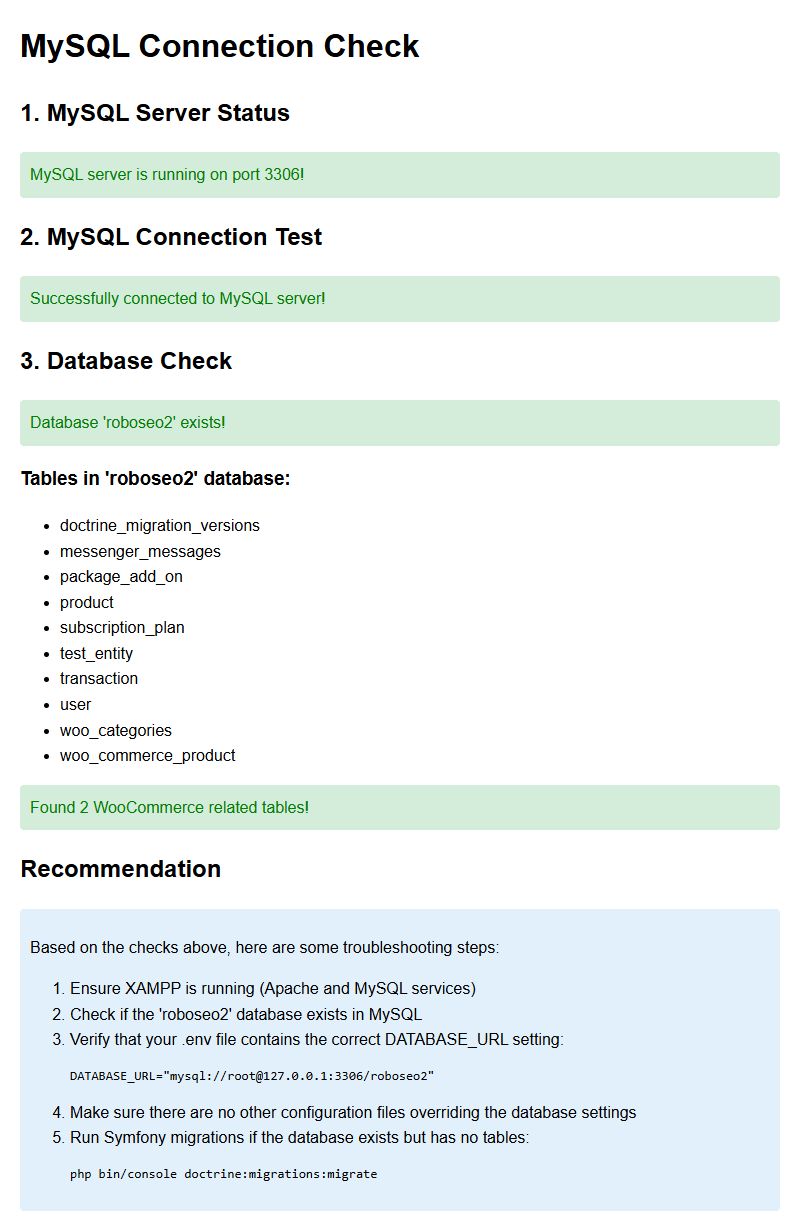 MySQL Connection Check
1. MySQL Server Status
MySQL server is running on port 3306!
2. MySQL Connection Test
Successfully connected to MySQL server!
3. Database Check
Database 'roboseo2' exists!
Tables in 'roboseo2' database:
• doctrine_migration_versions
• messenger_messages
• package_add_on
• product
• subscription_plan
• test_entity
• transaction
• user
• woo_categories
• woo_commerce_product
Found 2 WooCommerce related tables!
Recommendation
Based on the checks above, here are some troubleshooting steps:
1. Ensure XAMPP is running (Apache and MySQL services)
2. Check if the 'roboseo2' database exists in MySQL
3. Verify that your .env file contains the correct DATABASE_URL setting:
DATABASE_URL="mysql://root@127.0.0.1:3306/roboseo2"
4. Make sure there are no other configuration files overriding the database settings
5. Run Symfony migrations if the database exists but has no tables:
php bin/console doctrine:migrations:migrate